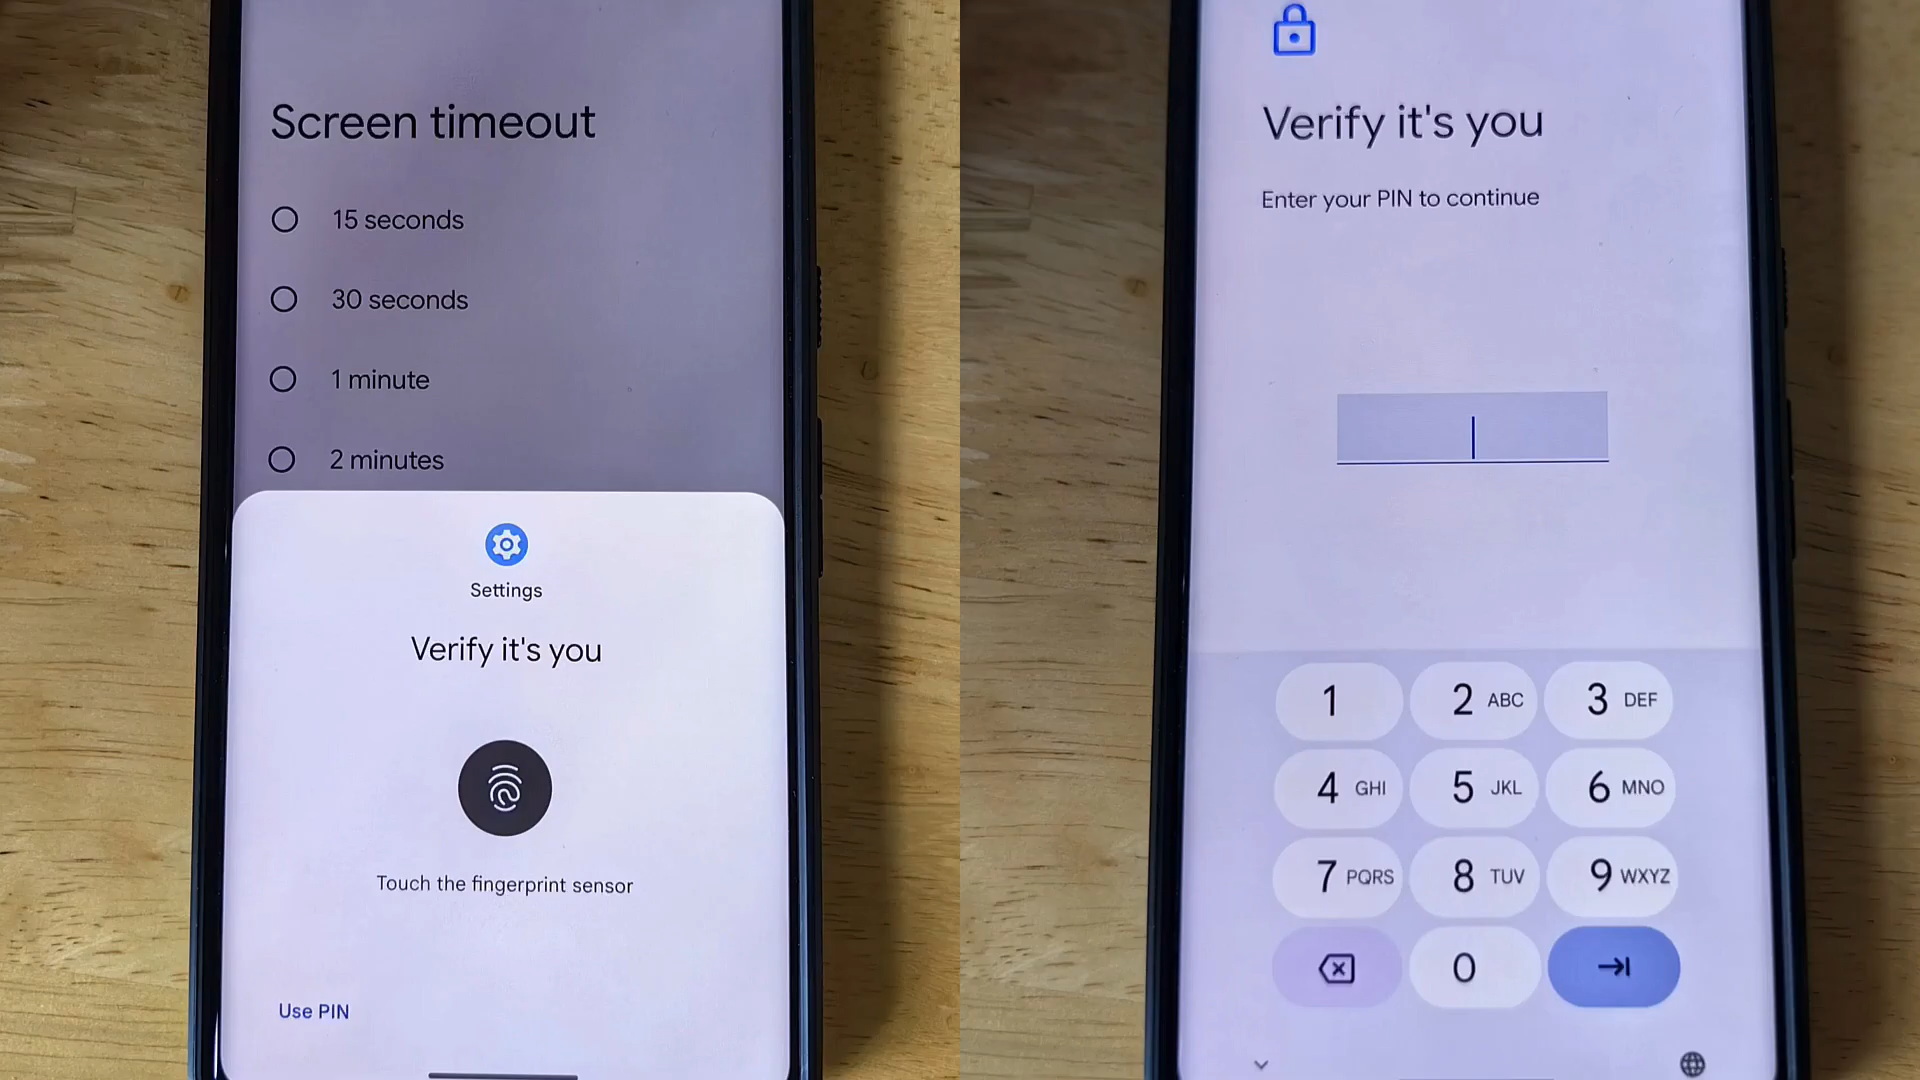 Screen timeout
15 seconds
30 seconds
1 minute
2 minutes
Settings
Verify it's you
Touch the fingerprint sensor
Use PIN
Verify it's you
Enter your PIN to continue
1 2 ABC 3 DEF
4 GHI 5 JKL 6 MNO
7 PQRS 8 TUV 9 WXYZ
0